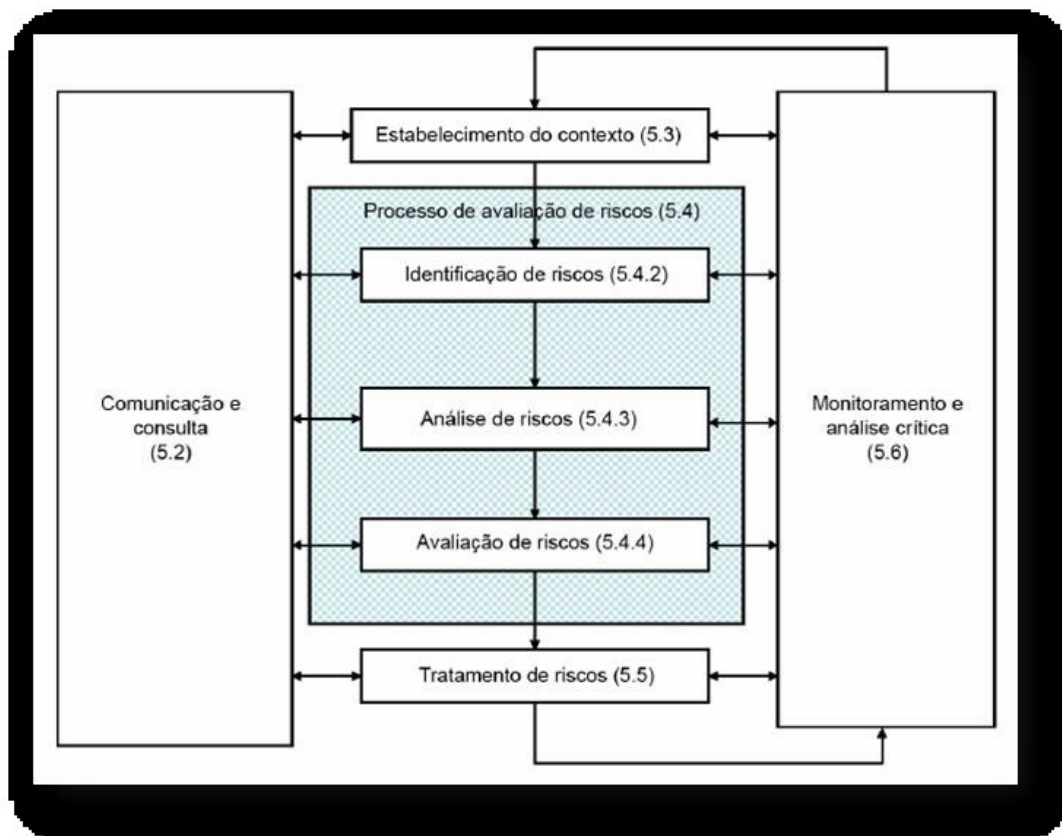 Estabelecimento do contexto (5.3)
Processo de avaliação de riscos (5.4)
Identificação de riscos (5.4.2)
Comunicação e
consulta
(5.2)
Análise de riscos (5.4.3)
Monitoramento e
análise crítica
(5.6)
Avaliação de riscos (5.4.4)
Tratamento de riscos (5.5)